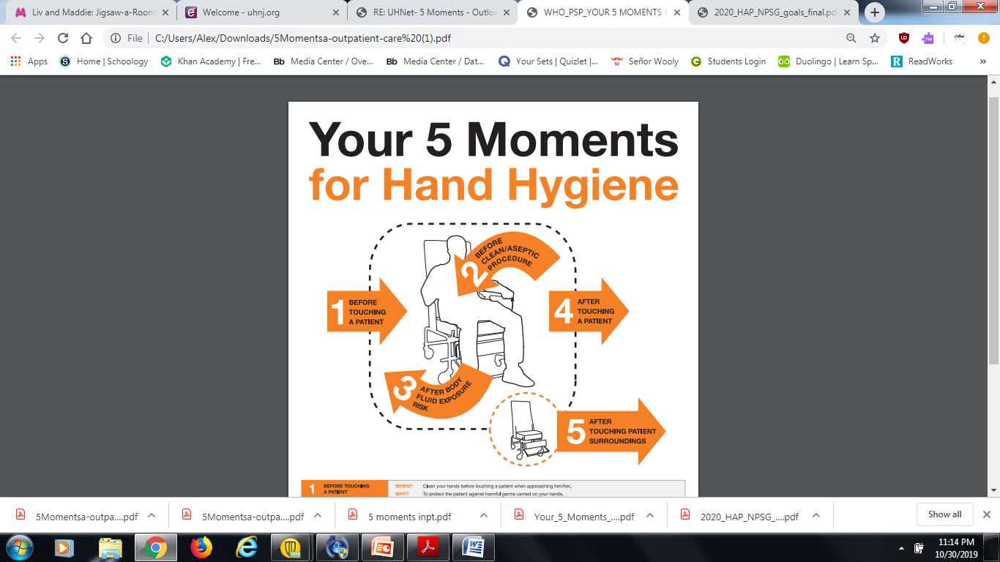 Liv and Maddie: Jigsaw-a-Roone
Welcome - uhnj.org
RE: UHNet- 5 Moments - Outlo
WHO_PSP_YOUR 5 MOMENTS
2020_HAP_NPSG_goals_final.pd
File C:/Users/Alex/Downloads/5Momentsa-outpatient-care%20(1).pdf
Apps Home | Schoology Khan Academy | Fre... Bb Media Center / Ove... Bb Media Center / Dat... Your Sets | Quizlet |... Señor Wooly Students Login Duolingo | Learn Sp... ReadWorks »
Your 5 Moments
for Hand Hygiene
2 BEFORE
CLEAN/ASEPTIC
PROCEDURE
1 BEFORE
TOUCHING
A PATIENT
4 AFTER
TOUCHING
A PATIENT
3 AFTER BODY
FLUID EXPOSURE
RISK
5 AFTER
TOUCHING PATIENT
SURROUNDINGS
1 BEFORE TOUCHING
A PATIENT
WHEN? Clean your hands before touching a patient when approaching him/her.
WHY? To protect the patient against harmful germs carried on your hands.
5Momentsa-outpa....pdf 5Momentsa-outpa....pdf 5 moments inpt.pdf Your_5_Moments_....pdf 2020_HAP_NPSG_....pdf Show all
11:14 PM
10/30/2019